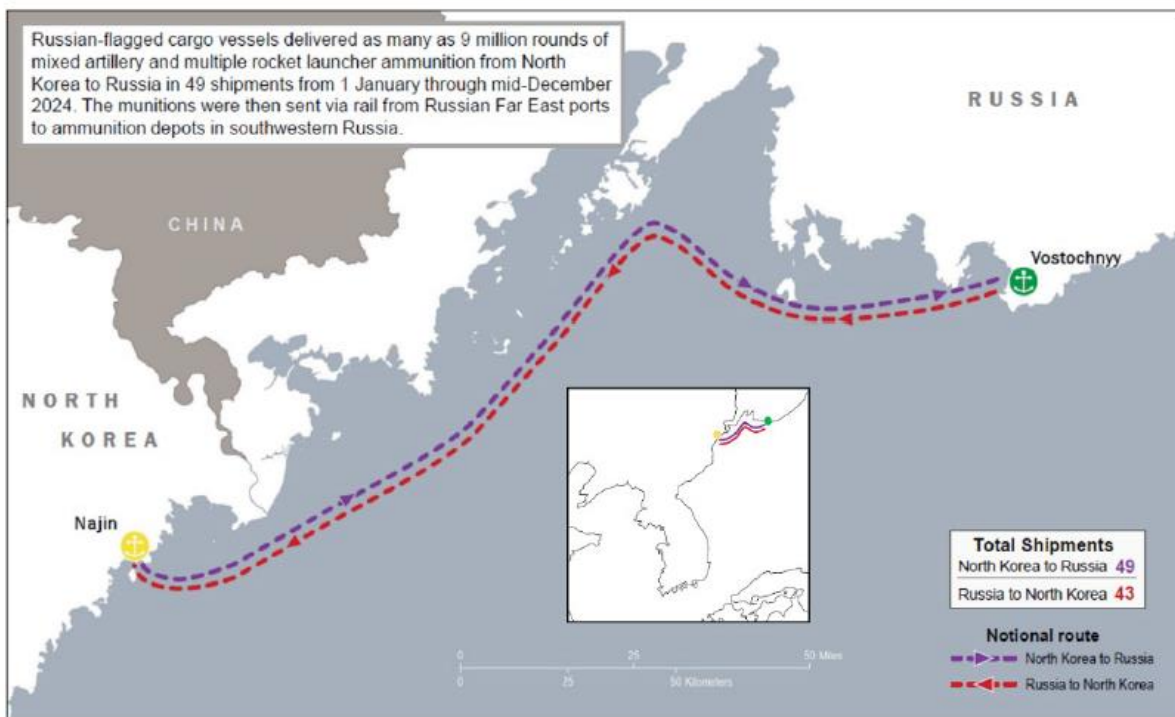 Russian-flagged cargo vessels delivered as many as 9 million rounds of
mixed artillery and multiple rocket launcher ammunition from North
Korea to Russia in 49 shipments from 1 January through mid-December
2024. The munitions were then sent via rail from Russian Far East ports
to ammunition depots in southwestern Russia.
RUSSIA
CHINA
Vostochnyy
NORTH
KOREA
Najin
Total Shipments
North Korea to Russia 49
Russia to North Korea 43
Notional route
North Korea to Russia
Russia to North Korea
0 25 50 Miles
0 25 50 Kilometers